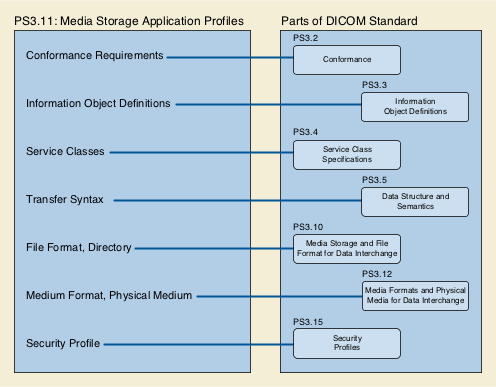 PS3.11: Media Storage Application Profiles
Parts of DICOM Standard
PS3.2
Conformance Requirements
Conformance
PS3.3
Information Object Definitions
Information
Object Definitions
PS3.4
Service Classes
Service Class
Specifications
PS3.5
Transfer Syntax
Data Structure and
Semantics
PS3.10
File Format, Directory
Media Storage and File
Format for Data Interchange
PS3.12
Medium Format, Physical Medium
Media Formats and Physical
Media for Data Interchange
PS3.15
Security Profile
Security
Profiles